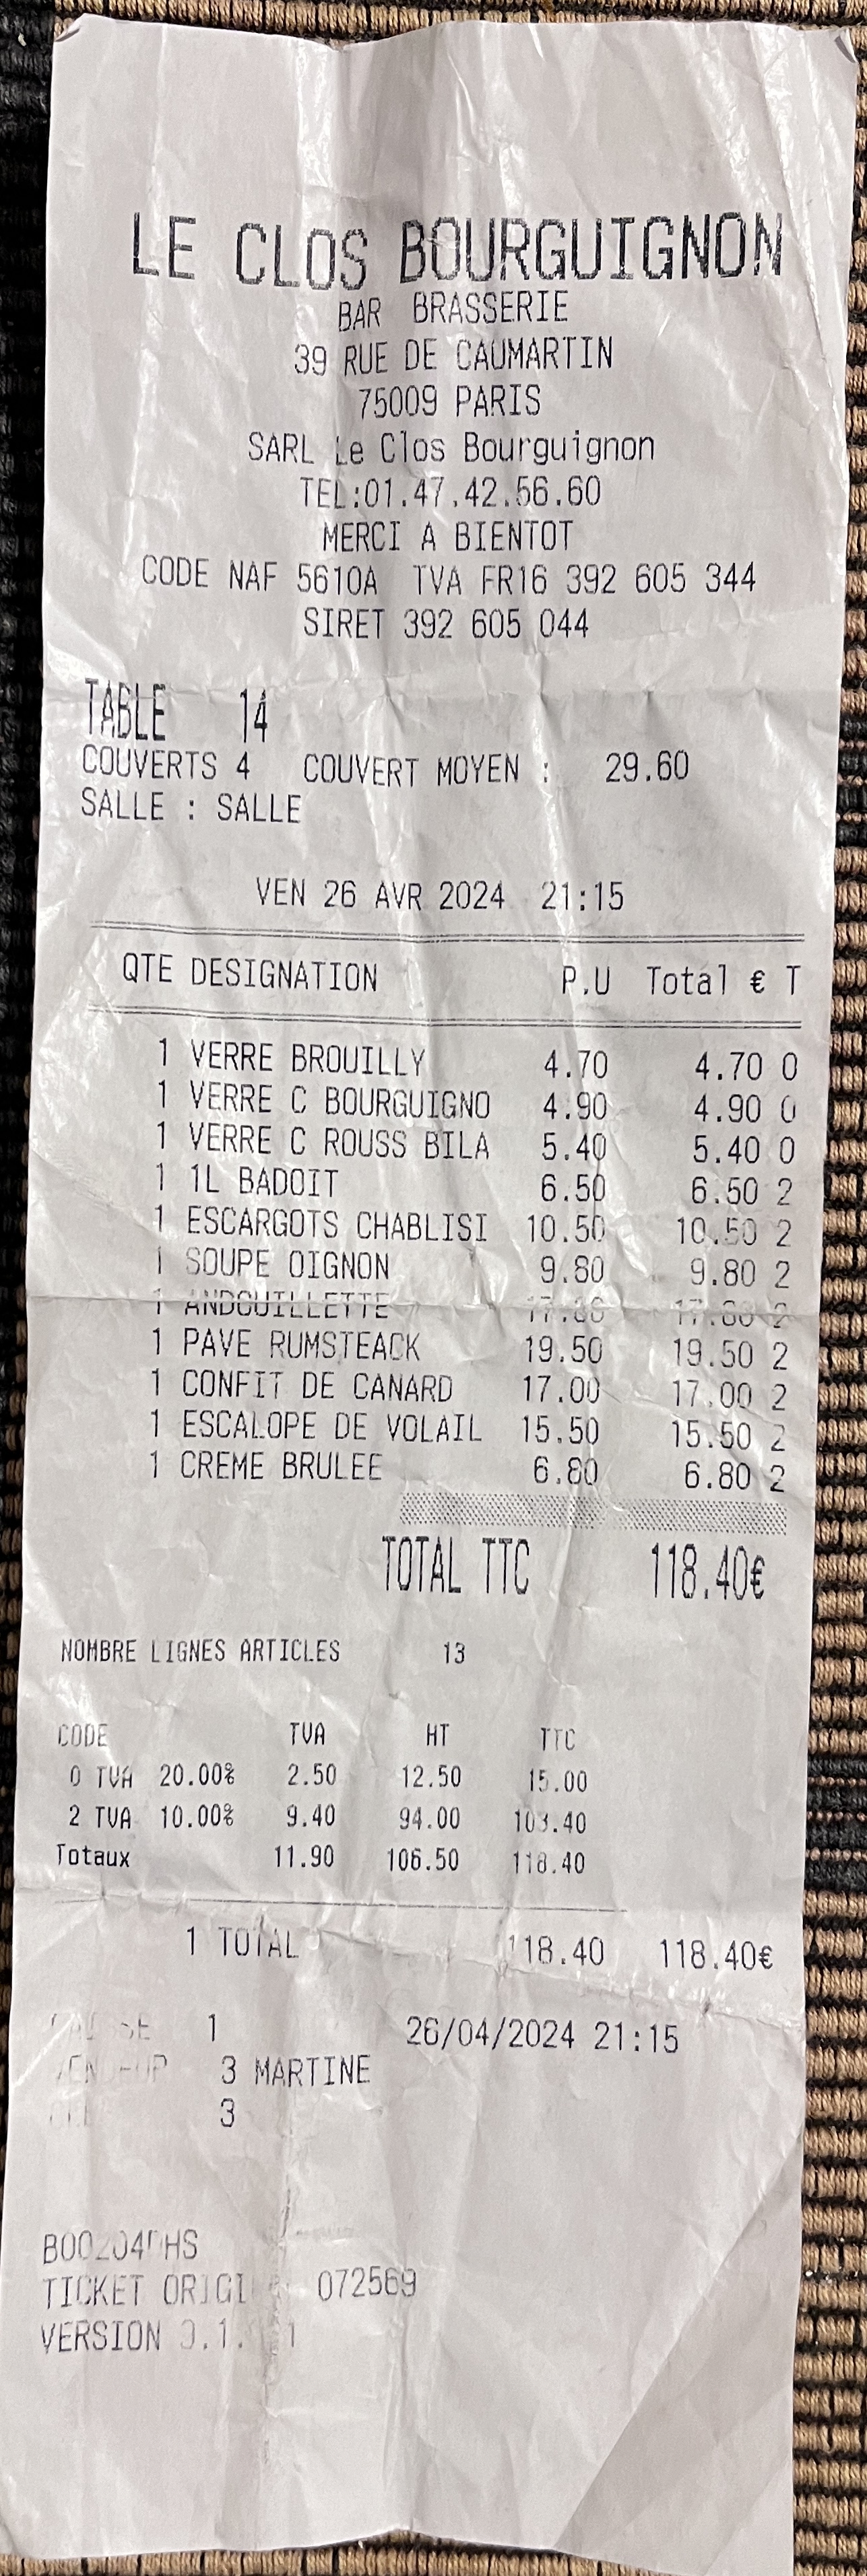 LE CLOS BOURGUIGNON
BAR BRASSERIE
39 RUE DE CAUMARTIN
75009 PARIS
SARL Le Clos Bourguignon
TEL:01.47.42.56.60
MERCI A BIENTOT
CODE NAF 5610A TVA FR16 392 605 344
SIRET 392 605 044
TABLE 14
COUVERTS 4 COUVERT MOYEN : 29.60
SALLE : SALLE
VEN 26 AVR 2024 21:15
QTE DESIGNATION P.U Total € T
1 VERRE BROUILLY 4.70 4.70 0
1 VERRE C BOURGUIGNO 4.90 4.90 0
1 VERRE C ROUSS BILA 5.40 5.40 0
1 1L BADOIT 6.50 6.50 2
1 ESCARGOTS CHABLISI 10.50 10.50 2
1 SOUPE OIGNON 9.80 9.80 2
1 ANDOUILLETTE 17.80 17.80 2
1 PAVE RUMSTEACK 19.50 19.50 2
1 CONFIT DE CANARD 17.00 17.00 2
1 ESCALOPE DE VOLAIL 15.50 15.50 2
1 CREME BRULEE 6.80 6.80 2
TOTAL TTC 118.40€
NOMBRE LIGNES ARTICLES 13
CODE TVA HT TTC
0 TVA 20.00% 2.50 12.50 15.00
2 TVA 10.00% 9.40 94.00 103.40
Totaux 11.90 106.50 118.40
1 TOTAL 118.40 118.40€
CAISSE 1 26/04/2024 21:15
VENDEUR 3 MARTINE
3
TICKET 072569
VERSION